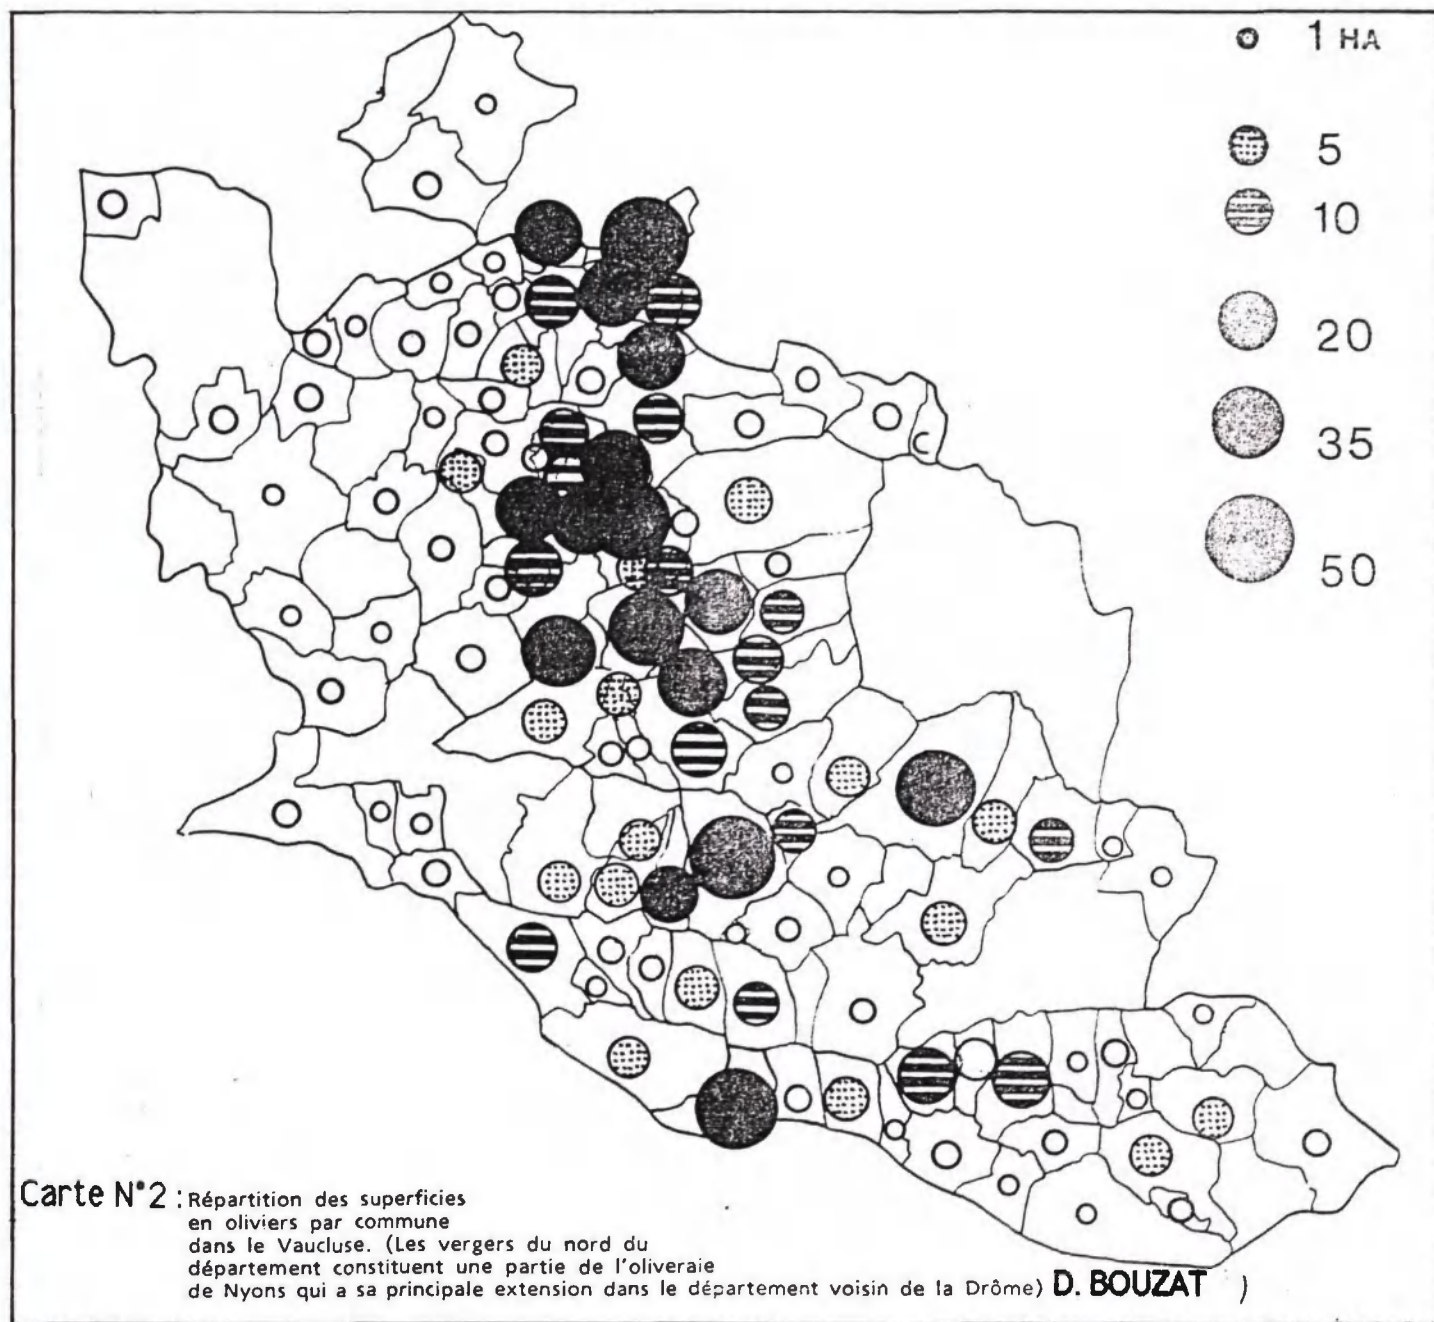 1 HA
5
10
20
35
50
Carte N°2 : Répartition des superficies
en oliviers par commune
dans le Vaucluse. (Les vergers du nord du
département constituent une partie de l'oliveraie
de Nyons qui a sa principale extension dans le département voisin de la Drôme) D. BOUZAT )